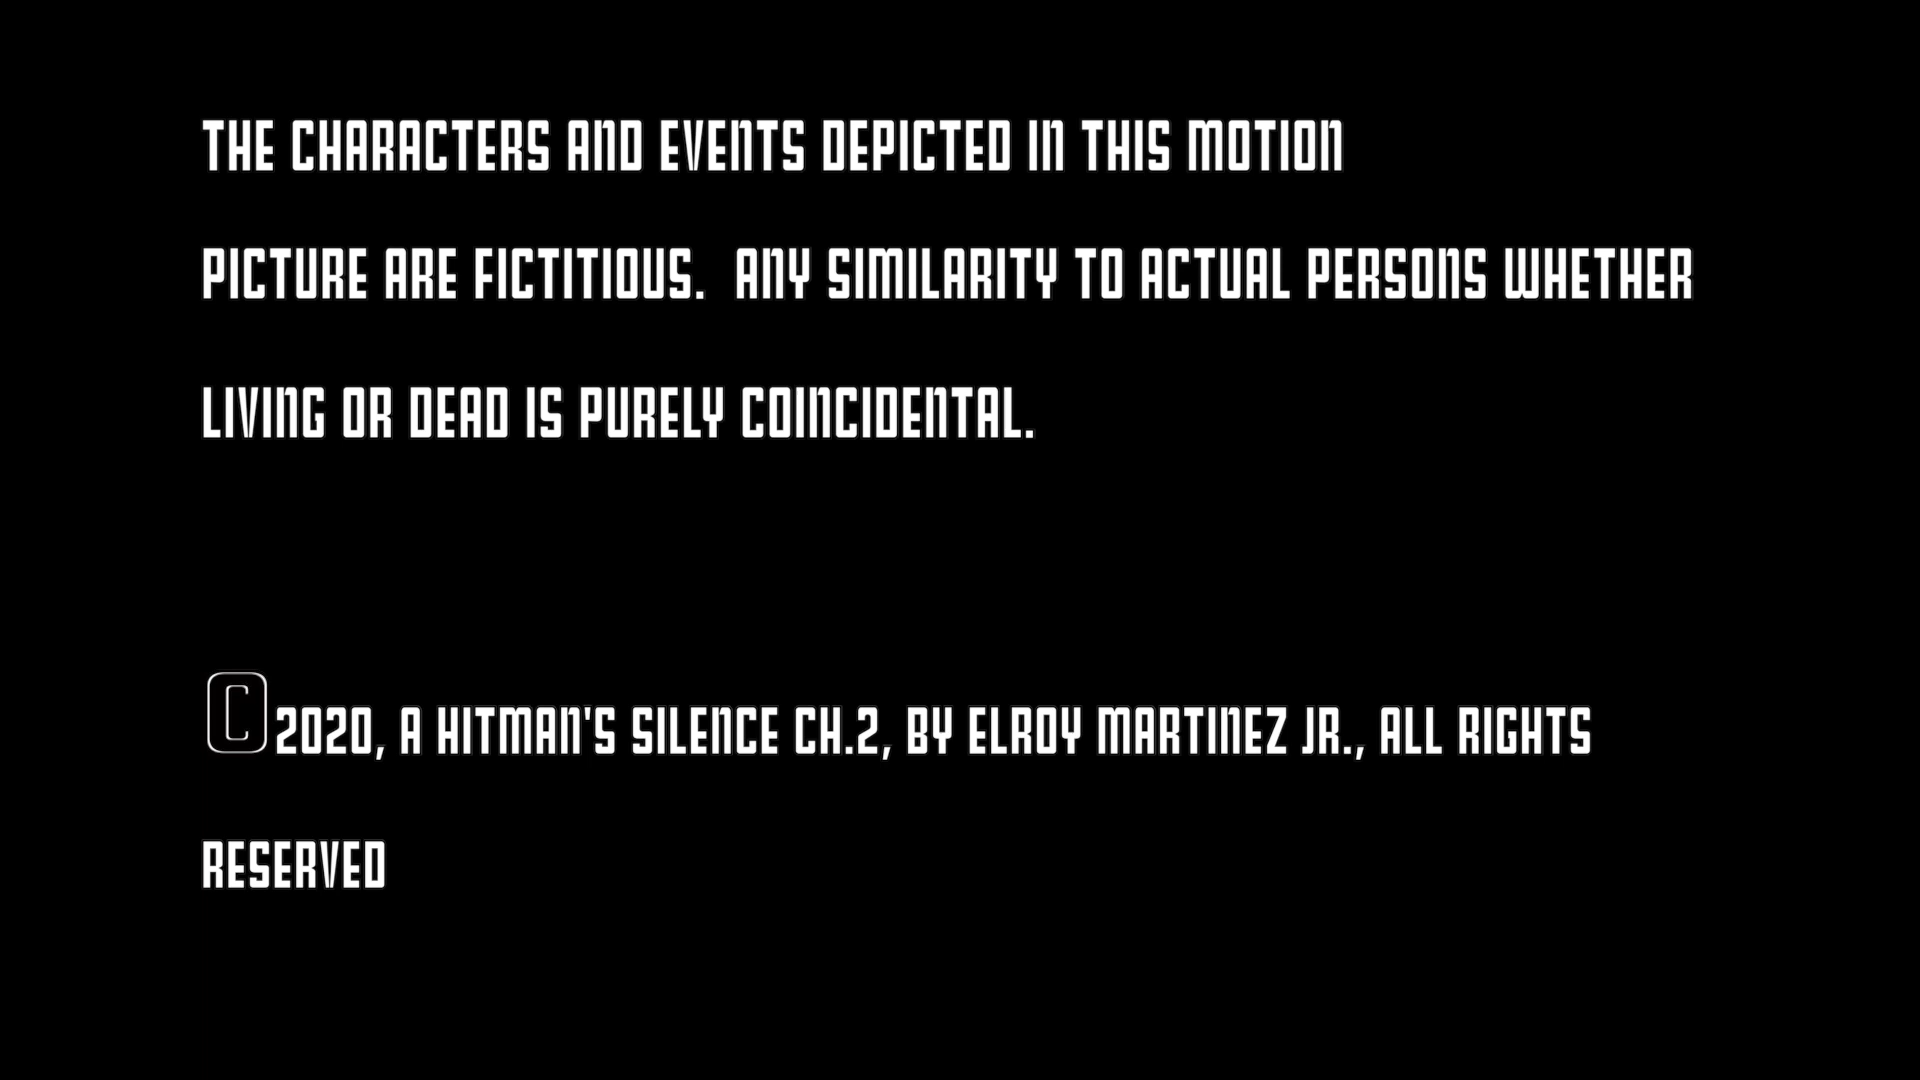 THE CHARACTERS AND EVENTS DEPICTED IN THIS MOTION
PICTURE ARE FICTITIOUS.  ANY SIMILARITY TO ACTUAL PERSONS WHETHER
LIVING OR DEAD IS PURELY COINCIDENTAL.
©2020, A HITMAN'S SILENCE CH.2, BY ELROY MARTINEZ JR., ALL RIGHTS
RESERVED